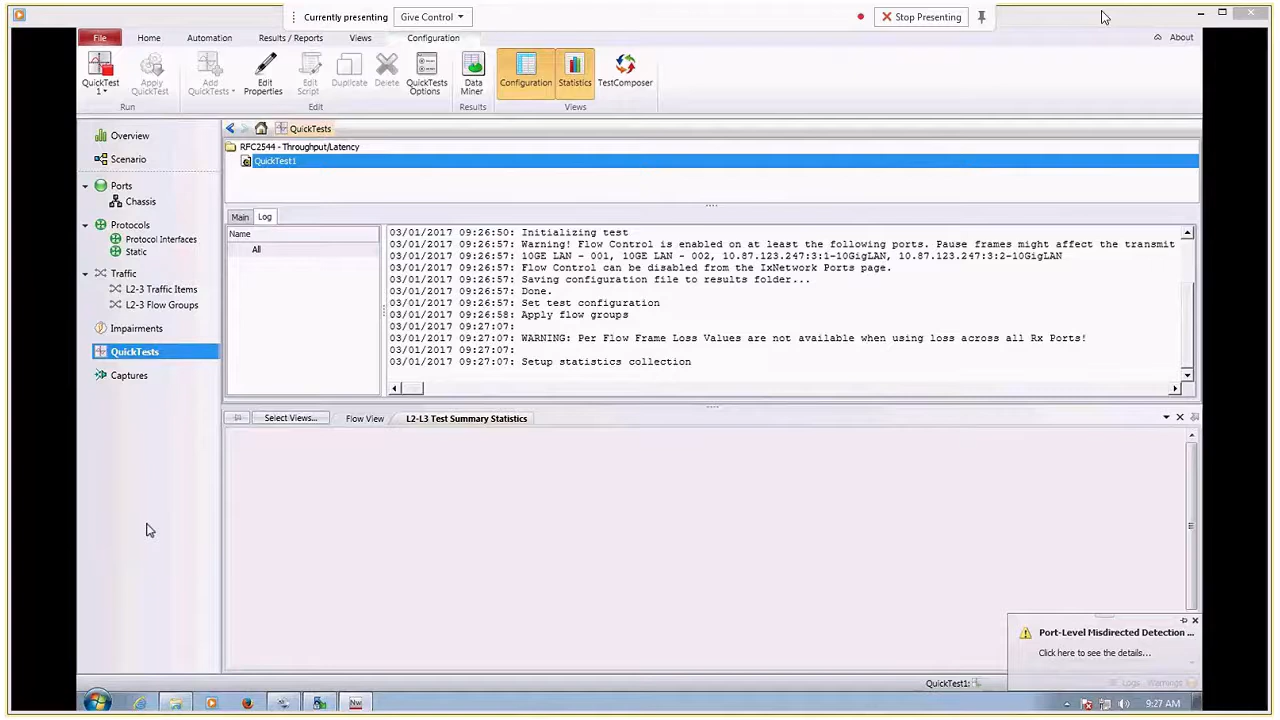 Currently presenting
Give Control
Stop Presenting
File
Home
Automation
Results / Reports
Views
Configuration
About
QuickTest
1
Apply
QuickTest
Add
QuickTests
Edit
Properties
Edit
Script
Duplicate
Delete
QuickTests
Options
Data
Miner
Configuration
Statistics
TestComposer
Run
Edit
Results
Views
Overview
Scenario
Ports
Chassis
Protocols
Protocol Interfaces
Static
Traffic
L2-3 Traffic Items
L2-3 Flow Groups
Impairments
QuickTests
Captures
QuickTests
RFC2544 - Throughput/Latency
QuickTest1
Main
Log
Name
All
03/01/2017 09:26:50: Initializing test
03/01/2017 09:26:57: Warning! Flow Control is enabled on at least the following ports. Pause frames might affect the transmit
03/01/2017 09:26:57: 10GE LAN - 001, 10GE LAN - 002, 10.87.123.247:3:1-10GigLAN, 10.87.123.247:3:2-10GigLAN
03/01/2017 09:26:57: Flow Control can be disabled from the IxNetwork Ports page.
03/01/2017 09:26:57: Saving configuration file to results folder...
03/01/2017 09:26:57: Done.
03/01/2017 09:26:57: Set test configuration
03/01/2017 09:26:58: Apply flow groups
03/01/2017 09:27:07:
03/01/2017 09:27:07: WARNING: Per Flow Frame Loss Values are not available when using loss across all Rx Ports!
03/01/2017 09:27:07:
03/01/2017 09:27:07: Setup statistics collection
Select Views...
Flow View
L2-L3 Test Summary Statistics
Port-Level Misdirected Detection ...
Click here to see the details...
QuickTest1:
Logs
Warnings
Nw
9:27 AM